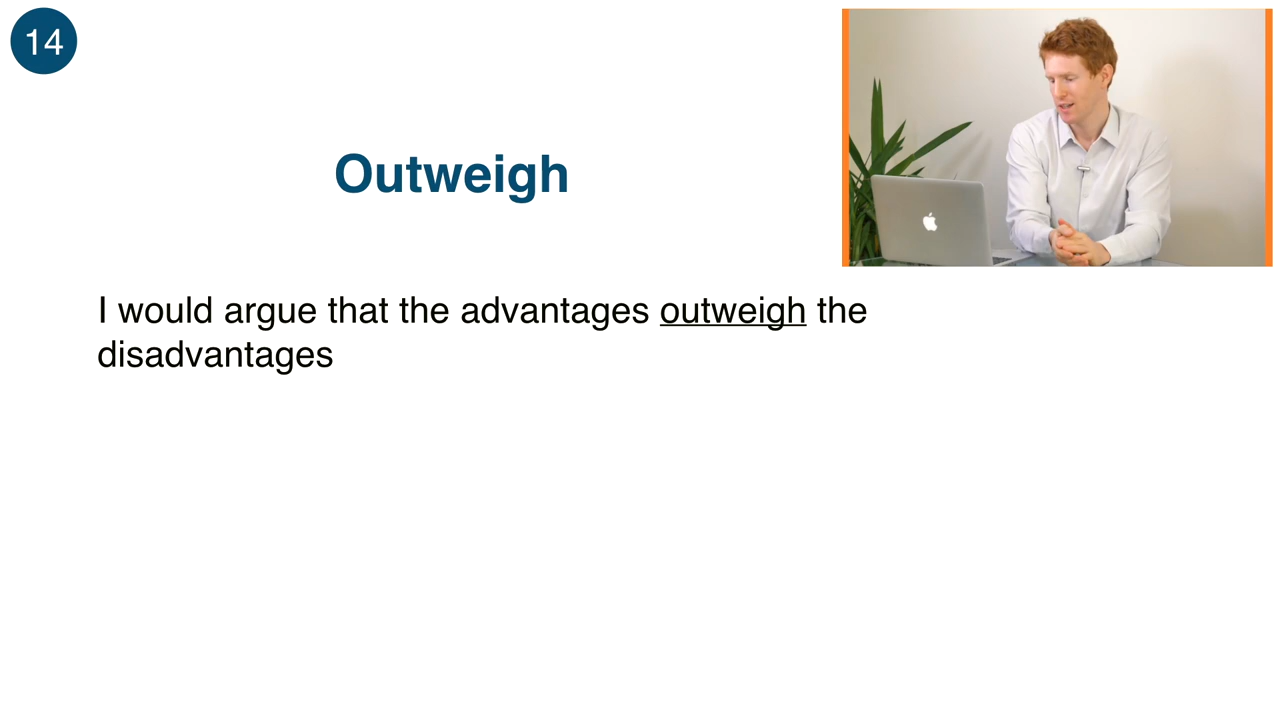 14
Outweigh
I would argue that the advantages outweigh the
disadvantages